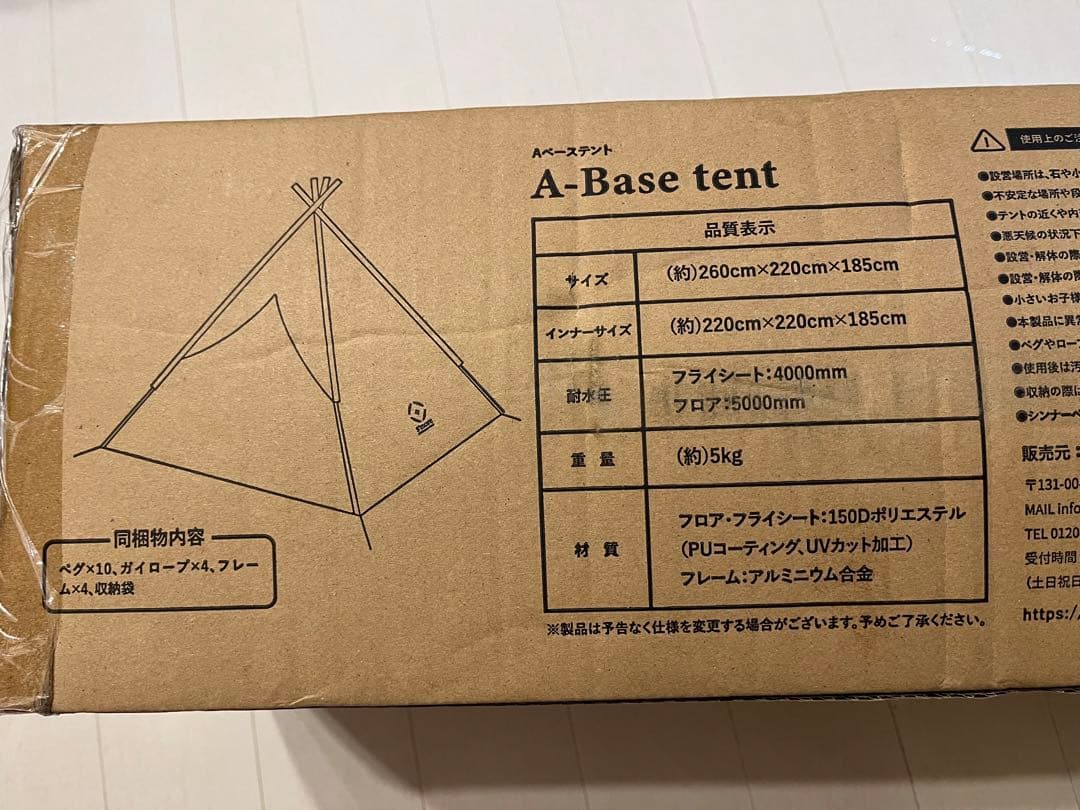 Aベーステント
A-Base tent
品質表示
サイズ (約)260cm×220cm×185cm
インナーサイズ (約)220cm×220cm×185cm
耐水圧 フライシート:4000mm
フロア:5000mm
重量 (約)5kg
材質 フロア・フライシート:150Dポリエステル
(PUコーティング、UVカット加工)
フレーム:アルミニウム合金
※製品は予告なく仕様を変更する場合がございます。予めご了承ください。
同梱物内容
ペグ×10、ガイロープ×4、フレー
ム×4、収納袋
使用上のご注
●設営場所は、石や小
●不安定な場所や段
●テントの近くや内
●悪天候の状況下
●設営・解体の際
●設営・解体の際
●小さいお子様
●本製品に異常
●ペグやロープ
●使用後は汚
●収納の際は
●シンナーベ
販売元:
〒131-00
MAIL info
TEL 0120
受付時間
(土日祝日
https:/